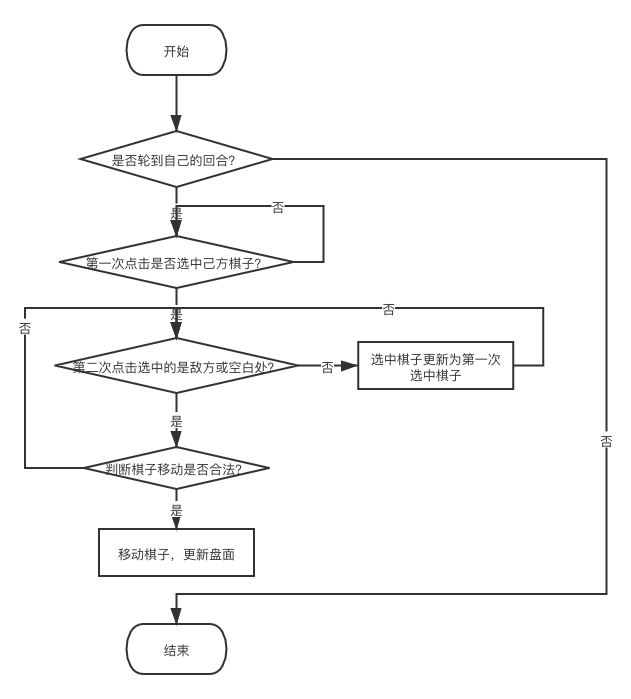 开始
是否轮到自己的回合?
是
否
第一次点击是否选中己方棋子?
是
否
否
第二次点击选中的是敌方或空白处?
否
选中棋子更新为第一次
选中棋子
是
否
判断棋子移动是否合法?
是
移动棋子，更新盘面
结束